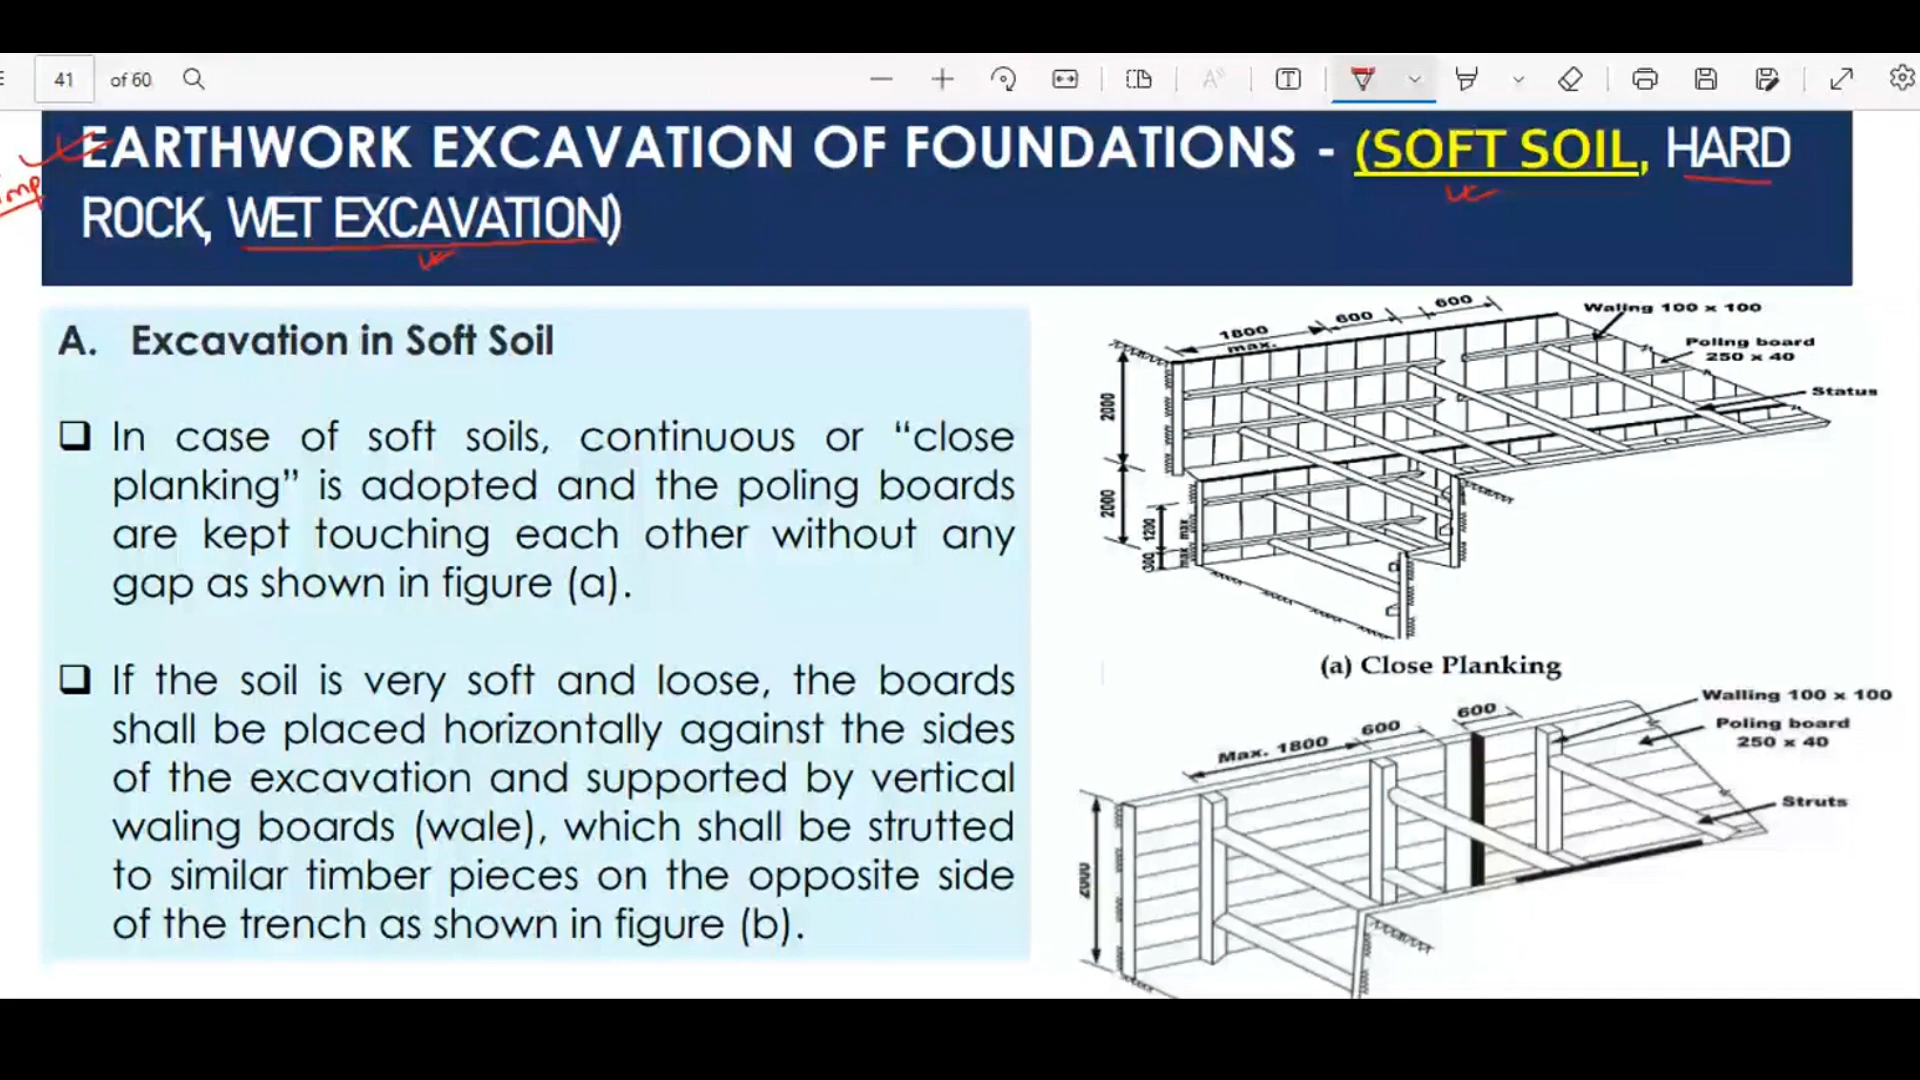 41 of 60
EARTHWORK EXCAVATION OF FOUNDATIONS - (SOFT SOIL, HARD
ROCK, WET EXCAVATION)
imp
A. Excavation in Soft Soil
❑ In case of soft soils, continuous or “close
planking” is adopted and the poling boards
are kept touching each other without any
gap as shown in figure (a).
❑ If the soil is very soft and loose, the boards
shall be placed horizontally against the sides
of the excavation and supported by vertical
waling boards (wale), which shall be strutted
to similar timber pieces on the opposite side
of the trench as shown in figure (b).
1800
max.
600
600
Waling 100 x 100
Poling board
250 x 40
Status
2000
2000
1200
max
300
max
(a) Close Planking
Max. 1800
600
600
Walling 100 x 100
Poling board
250 x 40
Struts
2000